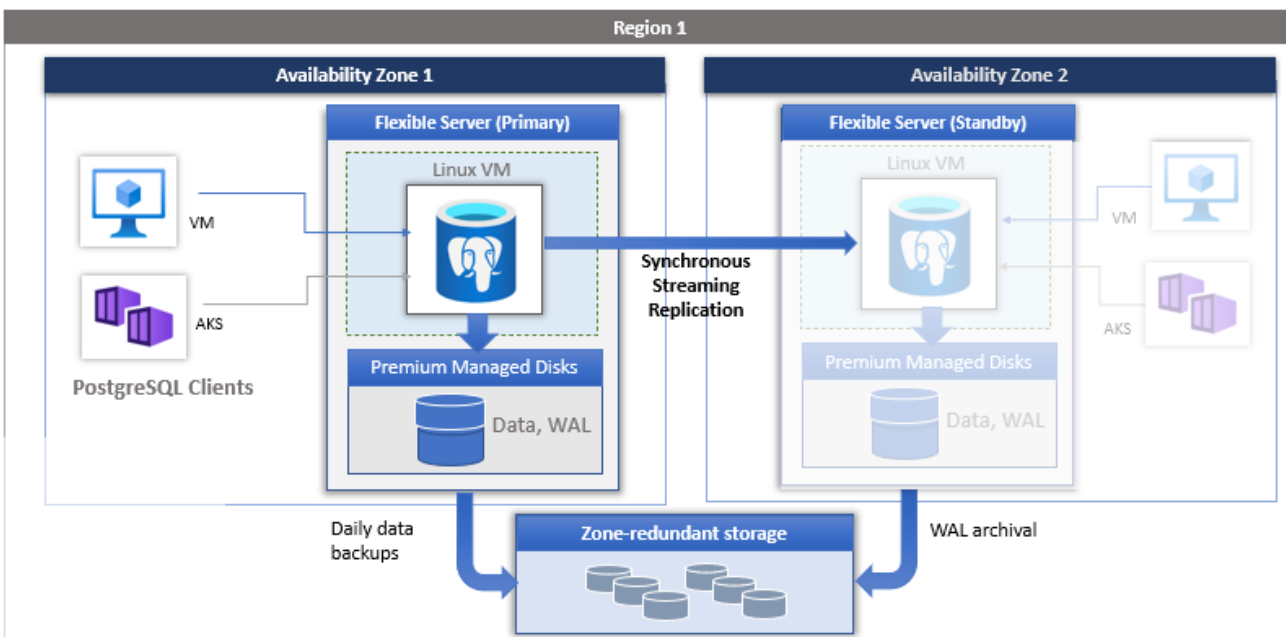 Region 1
Availability Zone 1
Availability Zone 2
Flexible Server (Primary)
Flexible Server (Standby)
Linux VM
Linux VM
VM
VM
Synchronous
Streaming
Replication
AKS
AKS
Premium Managed Disks
Premium Managed Disks
PostgreSQL Clients
Data, WAL
Data, WAL
Daily data
backups
Zone-redundant storage
WAL archival